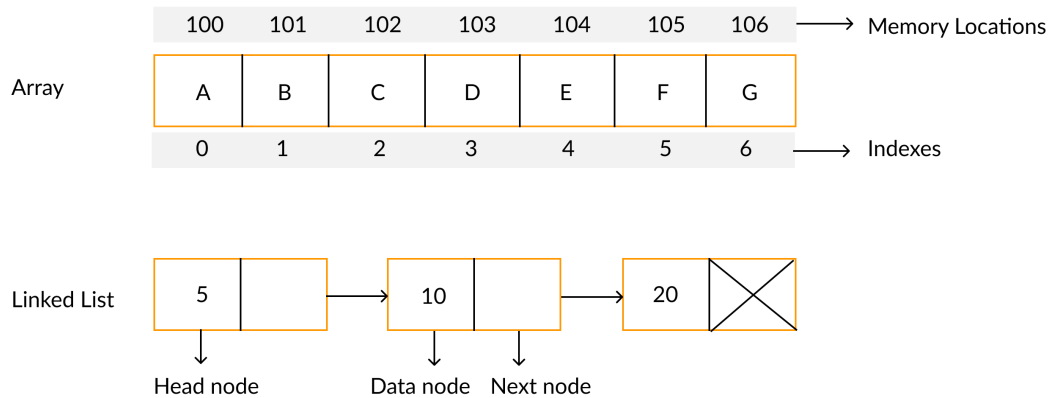 100 101 102 103 104 105 106 Memory Locations
Array A B C D E F G
0 1 2 3 4 5 6 Indexes
Linked List 5 10 20
Head node Data node Next node